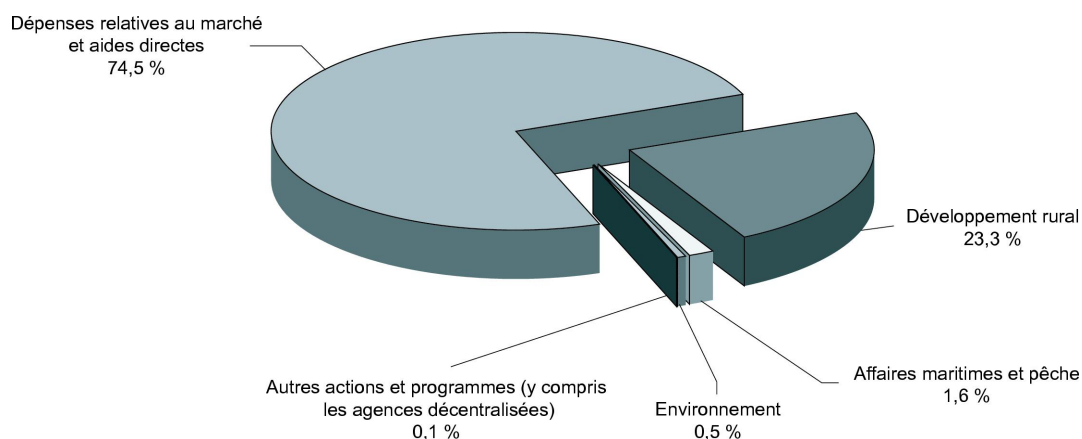 Dépenses relatives au marché
et aides directes
74,5 %
Développement rural
23,3 %
Affaires maritimes et pêche
1,6 %
Autres actions et programmes (y compris
les agences décentralisées)
0,1 %
Environnement
0,5 %